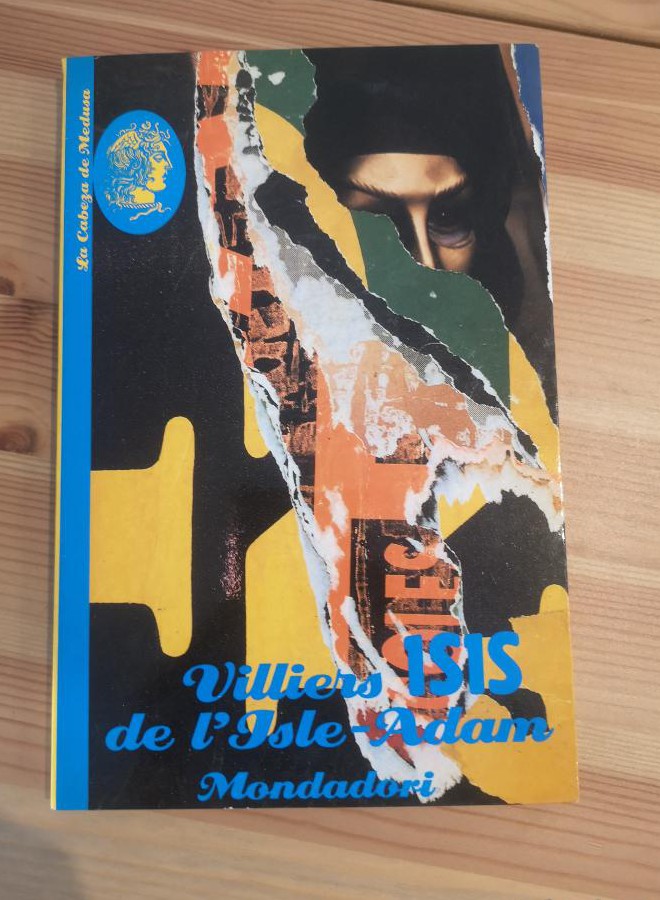 La Cabeza de Medusa
Villiers ISIS
de l'Isle-Adam
Mondadori